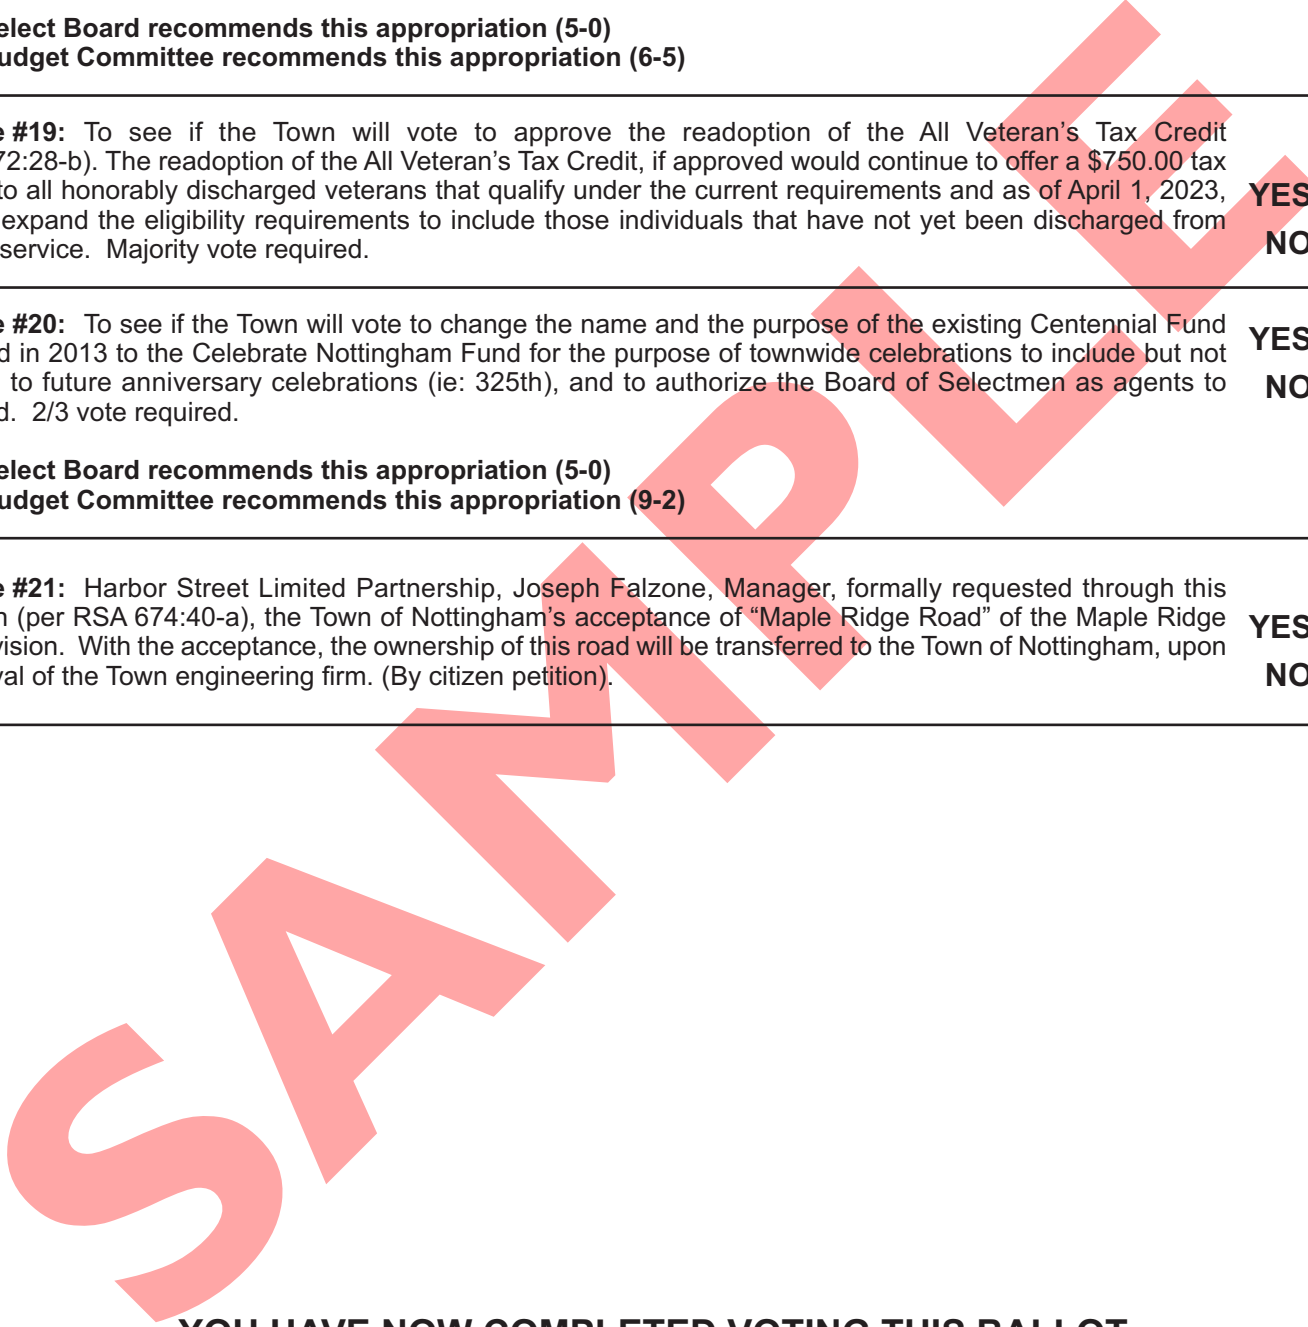 elect Board recommends this appropriation (5-0)
udget Committee recommends this appropriation (6-5)
e #19: To see if the Town will vote to approve the readoption of the All Veteran's Tax Credit
72:28-b). The readoption of the All Veteran's Tax Credit, if approved would continue to offer a $750.00 tax
to all honorably discharged veterans that qualify under the current requirements and as of April 1, 2023,
expand the eligibility requirements to include those individuals that have not yet been discharged from
service. Majority vote required.
YES
NO
e #20: To see if the Town will vote to change the name and the purpose of the existing Centennial Fund
d in 2013 to the Celebrate Nottingham Fund for the purpose of townwide celebrations to include but not
to future anniversary celebrations (ie: 325th), and to authorize the Board of Selectmen as agents to
d. 2/3 vote required.
YES
NO
elect Board recommends this appropriation (5-0)
udget Committee recommends this appropriation (9-2)
e #21: Harbor Street Limited Partnership, Joseph Falzone, Manager, formally requested through this
n (per RSA 674:40-a), the Town of Nottingham's acceptance of “Maple Ridge Road” of the Maple Ridge
vision. With the acceptance, the ownership of this road will be transferred to the Town of Nottingham, upon
val of the Town engineering firm. (By citizen petition).
YES
NO
SAMPLE
YOU HAVE NOW COMPLETED VOTING THIS BALLOT